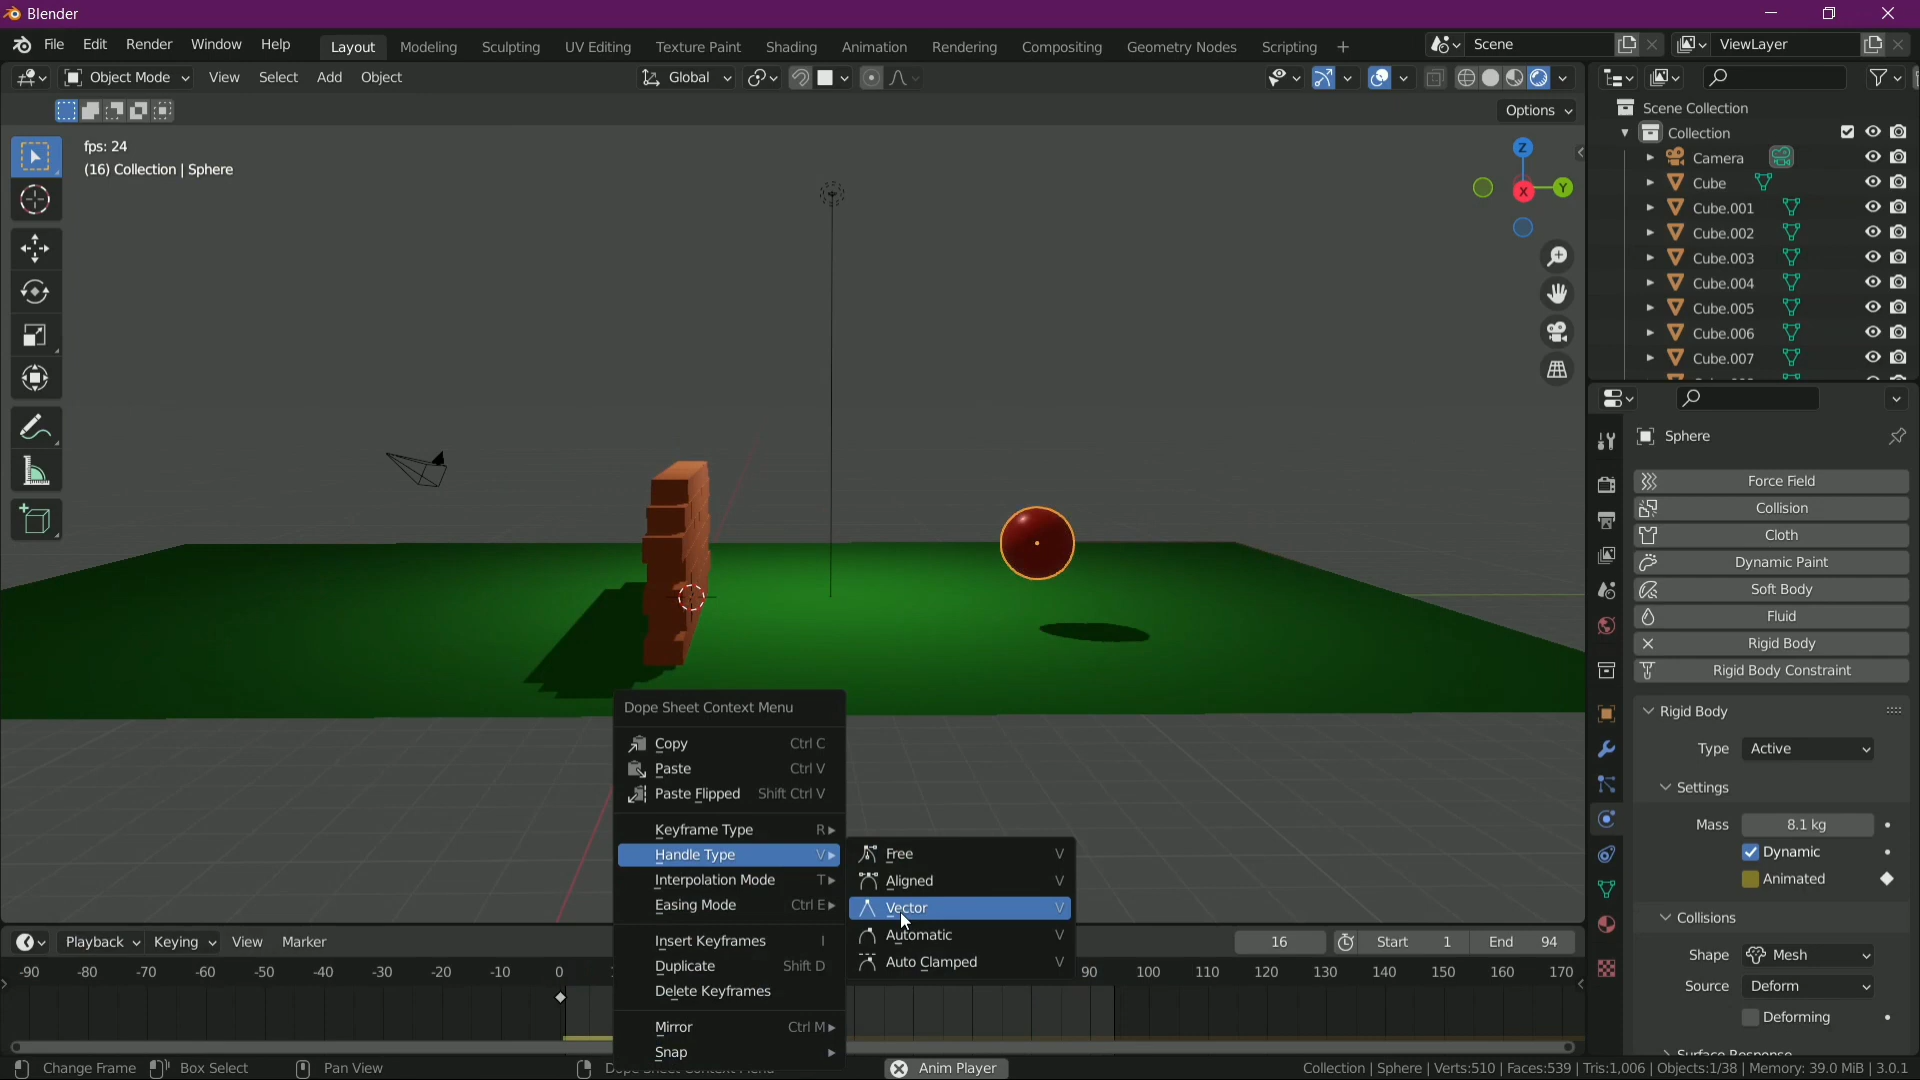 Blender
File Edit Render Window Help Layout Modeling Sculpting UV Editing Texture Paint Shading Animation Rendering Compositing Geometry Nodes Scripting + Scene ViewLayer
Object Mode View Select Add Object Global
Options
fps: 24
(16) Collection | Sphere
Z
X
Y
Scene Collection
Collection
Camera
Cube
Cube.001
Cube.002
Cube.003
Cube.004
Cube.005
Cube.006
Cube.007
Sphere
Force Field
Collision
Cloth
Dynamic Paint
Soft Body
Fluid
Rigid Body
Rigid Body Constraint
Rigid Body
Type Active
Settings
Mass 8.1 kg
Dynamic
Animated
Collisions
Shape Mesh
Source Deform
Deforming
Surface Response
Dope Sheet Context Menu
Copy Ctrl C
Paste Ctrl V
Paste Flipped Shift Ctrl V
Keyframe Type R
Handle Type V
Interpolation Mode T
Easing Mode Ctrl E
Insert Keyframes I
Duplicate Shift D
Delete Keyframes
Mirror Ctrl M
Snap
Free V
Aligned V
Vector V
Automatic V
Auto Clamped V
Playback Keying View Marker 16 Start 1 End 94
-90 -80 -70 -60 -50 -40 -30 -20 -10 0 90 100 110 120 130 140 150 160 170
Change Frame Box Select Pan View Dope Sheet Context Menu Anim Player Collection | Sphere | Verts:510 | Faces:539 | Tris:1,006 | Objects:1/38 | Memory: 39.0 MiB | 3.0.1